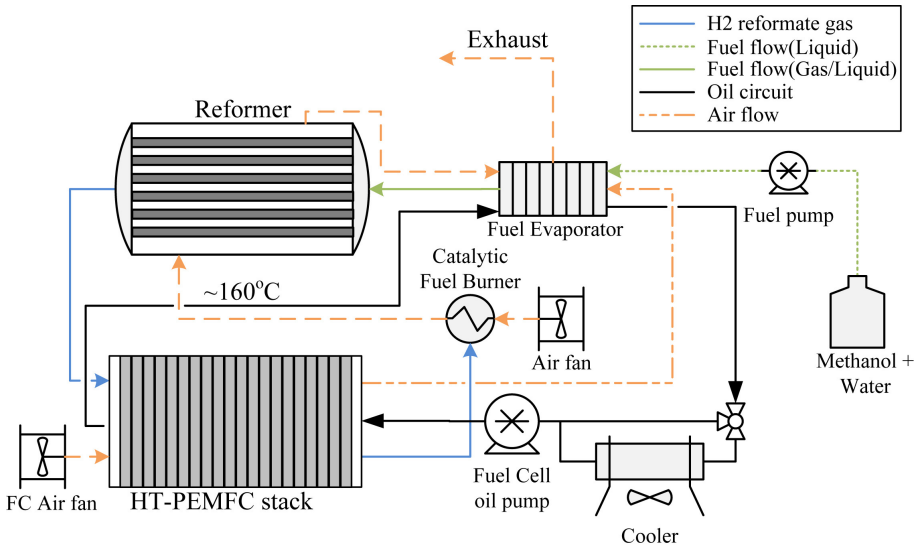 H2 reformate gas
Fuel flow(Liquid)
Fuel flow(Gas/Liquid)
Oil circuit
Air flow
Exhaust
Reformer
Fuel pump
Fuel Evaporator
Catalytic
Fuel Burner
~160°C
Air fan
Methanol +
Water
FC Air fan
HT-PEMFC stack
Fuel Cell
oil pump
Cooler